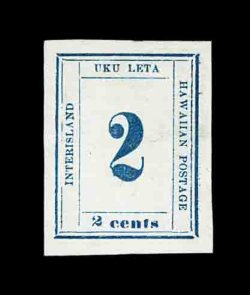 UKU LETA
INTERISLAND
2
HAWAIIAN POSTAGE
2 cents